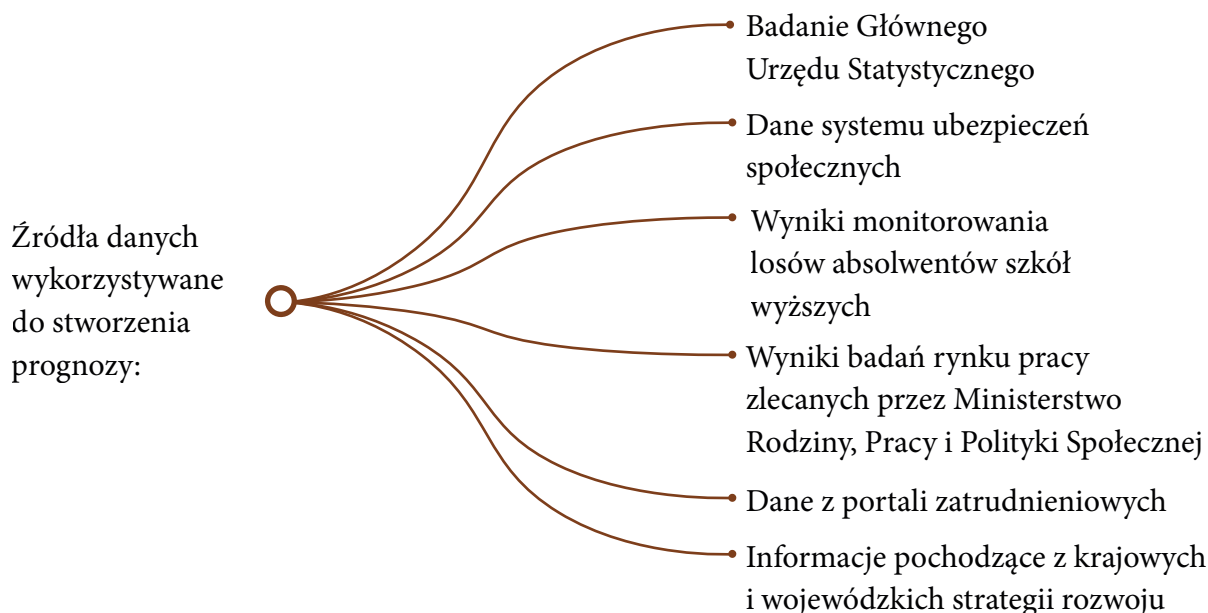 Źródła danych
wykorzystywane
do stworzenia
prognozy:
Badanie Głównego
Urzędu Statystycznego
Dane systemu ubezpieczeń
społecznych
Wyniki monitorowania
losów absolwentów szkół
wyższych
Wyniki badań rynku pracy
zlecanych przez Ministerstwo
Rodziny, Pracy i Polityki Społecznej
Dane z portali zatrudnieniowych
Informacje pochodzące z krajowych
i wojewódzkich strategii rozwoju